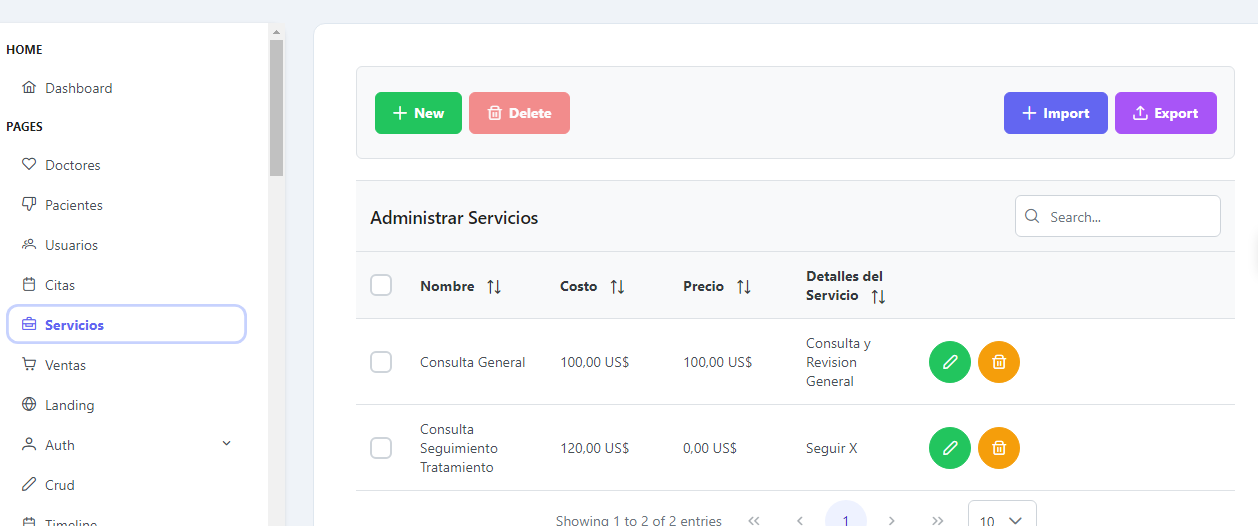 HOME
Dashboard
PAGES
Doctores
Pacientes
Usuarios
Citas
Servicios
Ventas
Landing
Auth
Crud
Timeline
New
Delete
Import
Export
Administrar Servicios
Search...
Nombre
Costo
Precio
Detalles del
Servicio
Consulta General
100,00 US$
100,00 US$
Consulta y
Revision
General
Consulta
Seguimiento
Tratamiento
120,00 US$
0,00 US$
Seguir X
Showing 1 to 2 of 2 entries
1
10